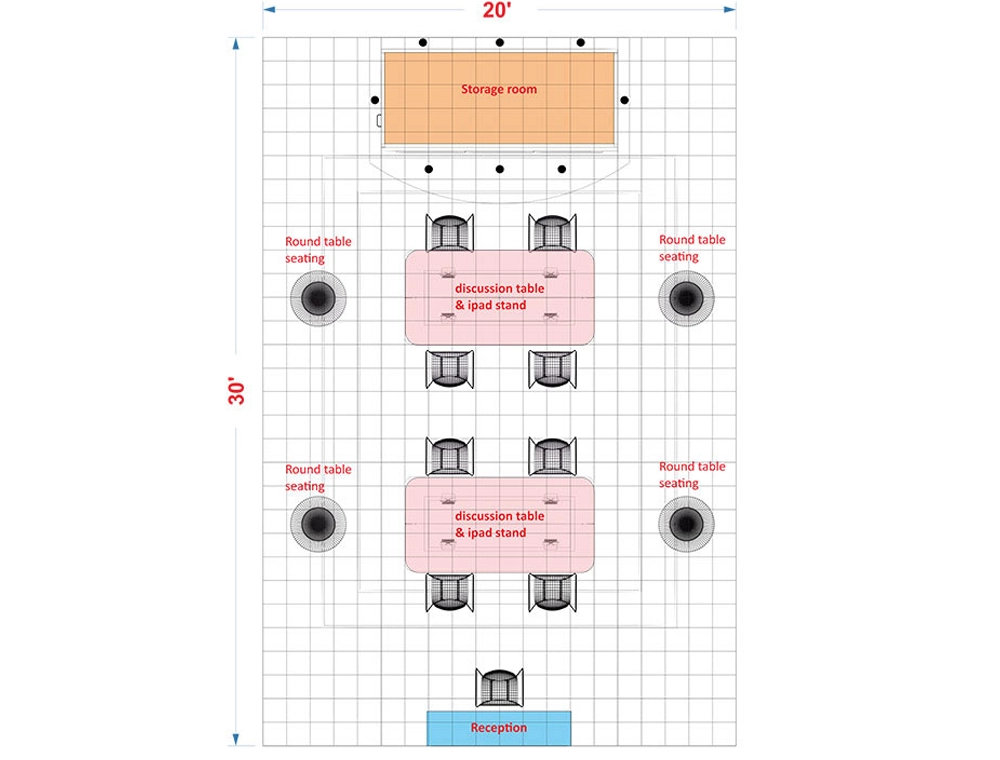 20'
Storage room
Round table
seating
Round table
seating
discussion table
& ipad stand
30'
Round table
seating
Round table
seating
discussion table
& ipad stand
Reception